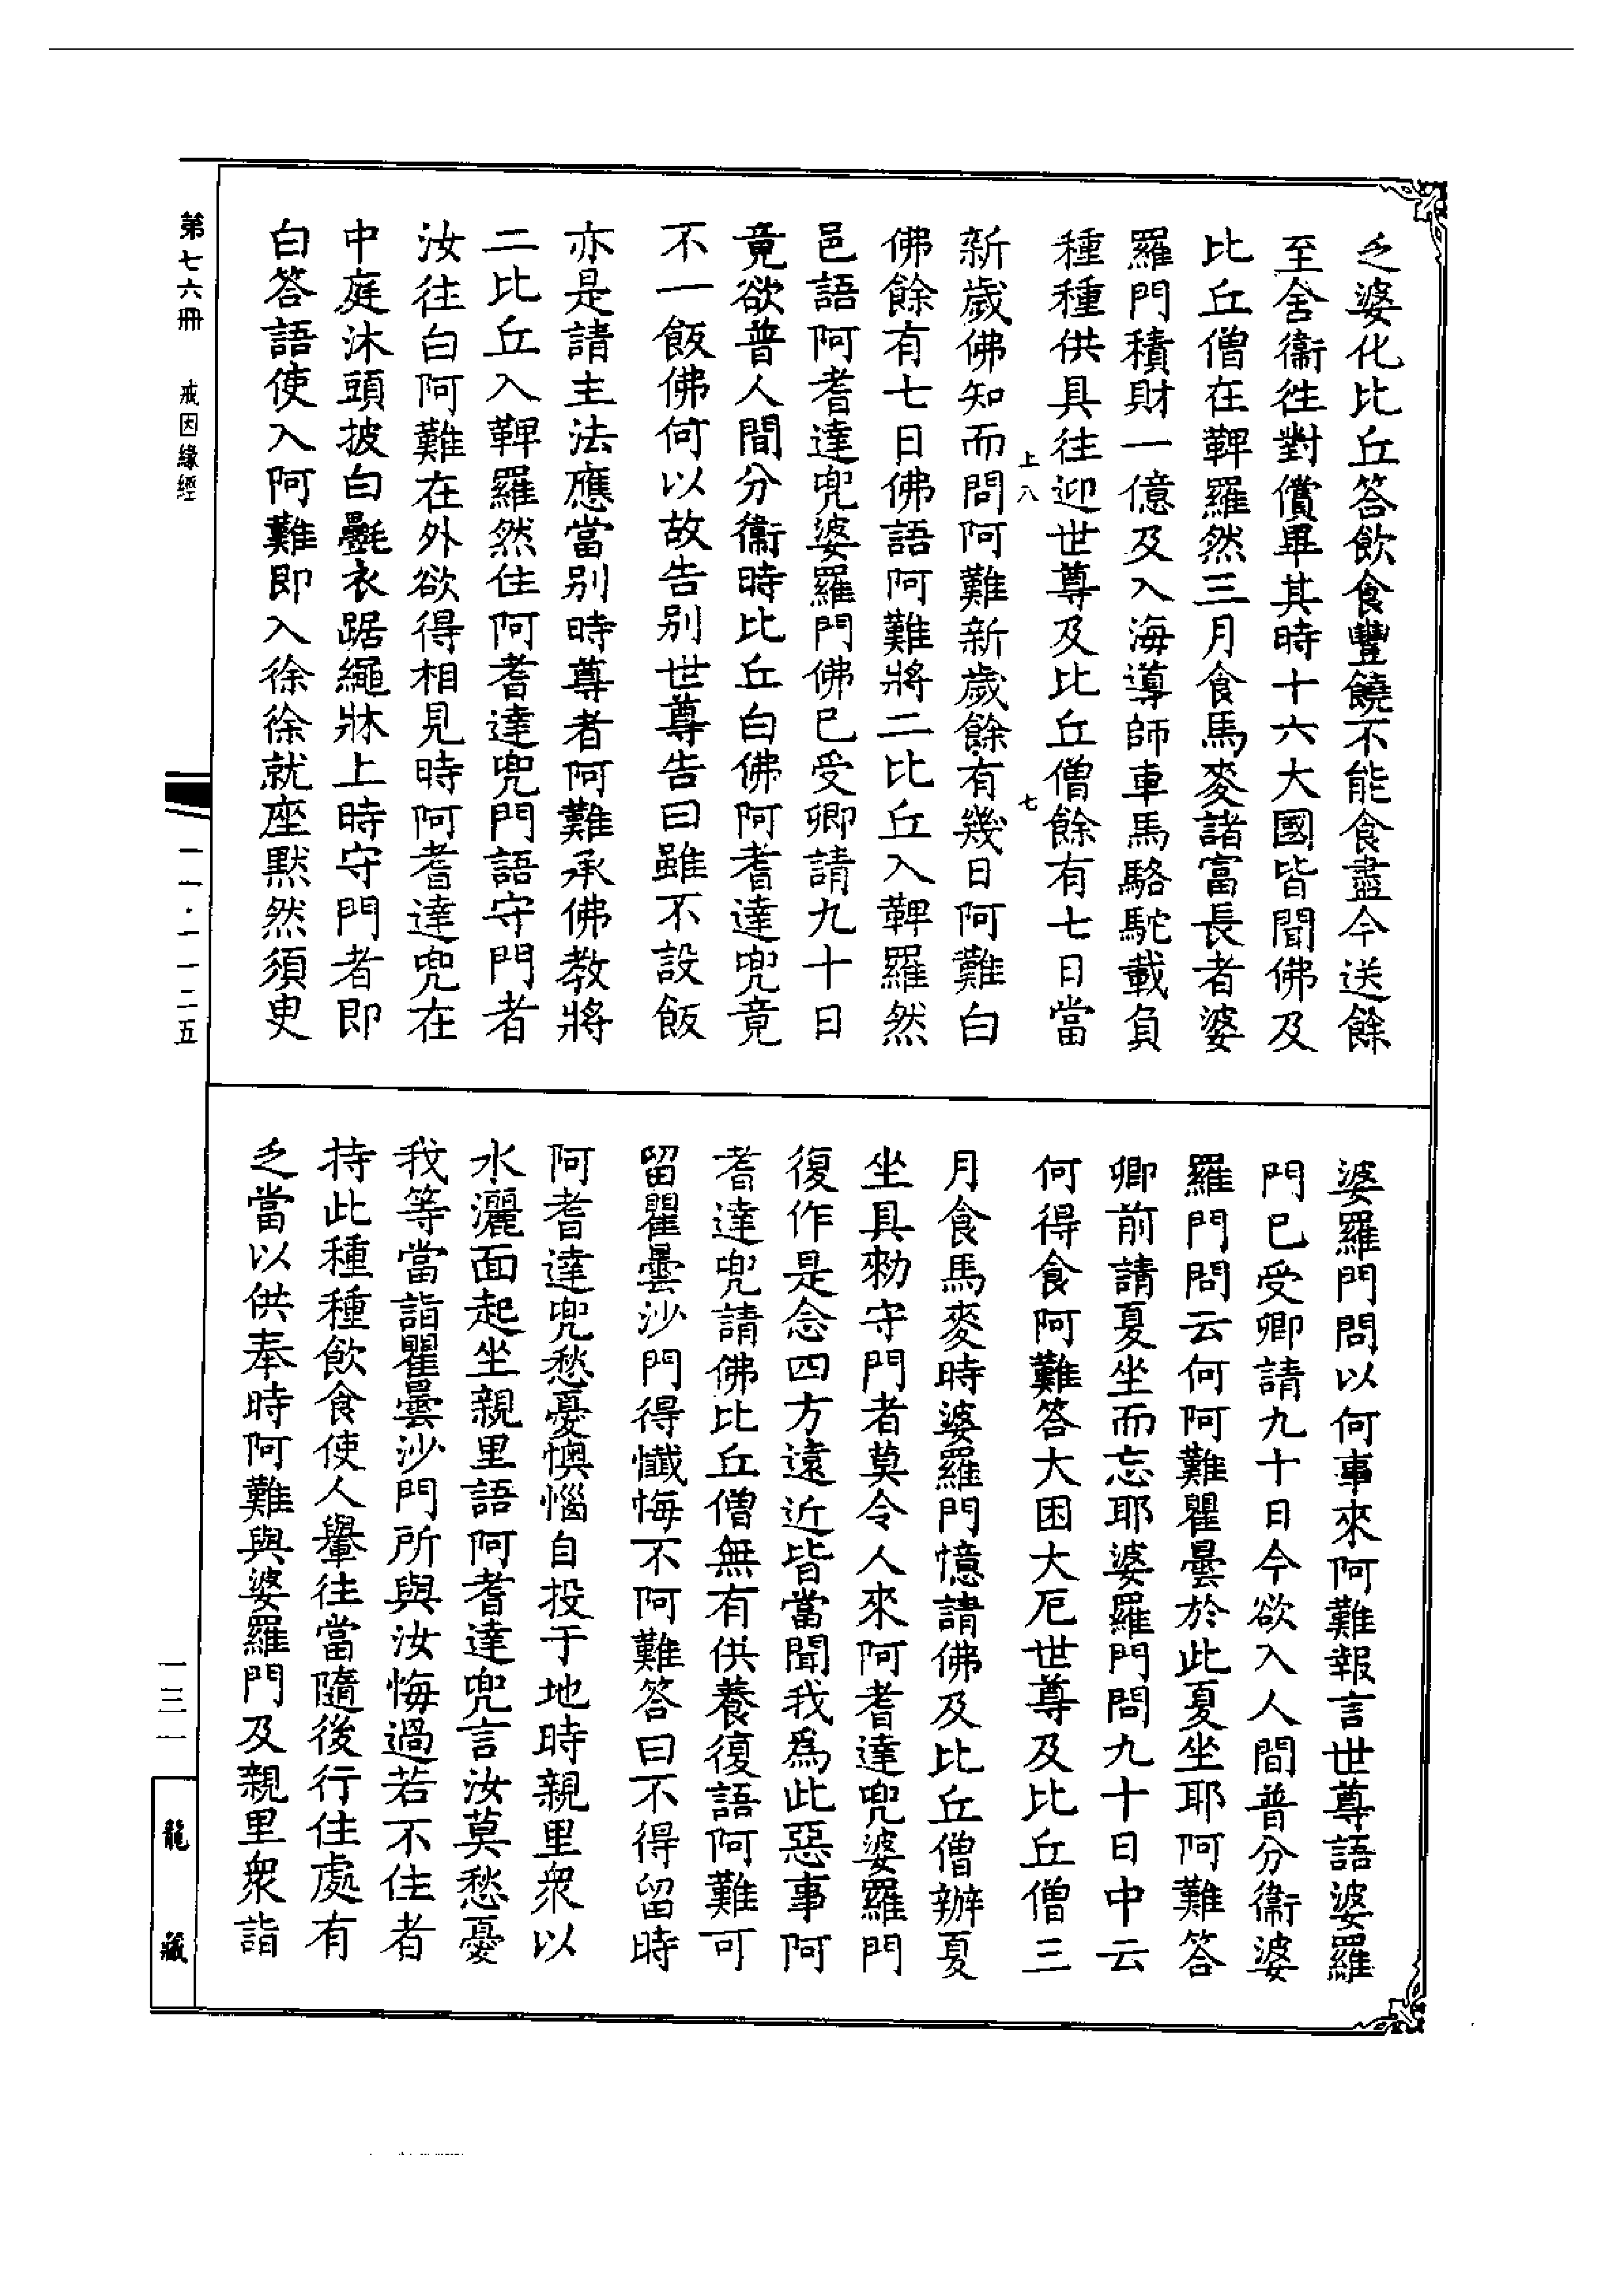 乏婆化比丘答飲食豐饒不能食盡今送餘
至舍衞徃對償畢其時十六大國皆聞佛及
比丘僧在鞞羅然三月食馬麥諸富長者婆
羅門積財一億及入海導師車馬駱駝載負
種種供具往迎世尊及比丘僧餘有七日當
上八　七
新歲佛知而問阿難新歲餘有幾日阿難白
佛餘有七日佛語阿難將二比丘入鞞羅然
邑語阿耆達兜婆羅門佛已受卿請九十日
竟欲普人間分衞時比丘白佛阿耆達兜竟
不一飯佛何以故告別世尊告曰雖不設飯
亦是請主法應當別時尊者阿難承佛教將
二比丘入鞞羅然住阿耆達兜門語守門者
汝往白阿難在外欲得相見時阿耆達兜在
中庭沐頭披白㲲衣踞繩牀上時守門者即
白答語使入阿難即入徐徐就座黙然須臾
婆羅門問以何事來阿難報言世尊語婆羅
門已受卿請九十日今欲入人間普分衞婆
羅門問云何阿難瞿曇於此夏坐耶阿難答
卿前請夏坐而忘耶婆羅門問九十日中云
何得食阿難答大困大厄世尊及比丘僧三
月食馬麥時婆羅門憶請佛及比丘僧辦夏
坐具勑守門者莫令人來阿耆達兜婆羅門
復作是念四方遠近皆當聞我爲此惡事阿
耆達兜請佛比丘僧無有供養復語阿難可
留瞿曇沙門得懺悔不阿難答曰不得留時
阿耆達兜愁憂懊惱自投于地時親里衆以
水灑面起坐親里語阿耆達兜言汝莫愁憂
我等當詣瞿曇沙門所與汝悔過若不住者
持此種種飲食使人轝往當隨後行住處有
乏當以供奉時阿難與婆羅門及親里衆詣
第七六冊　戒因緣經
一一·一一二五
一三一
龍藏